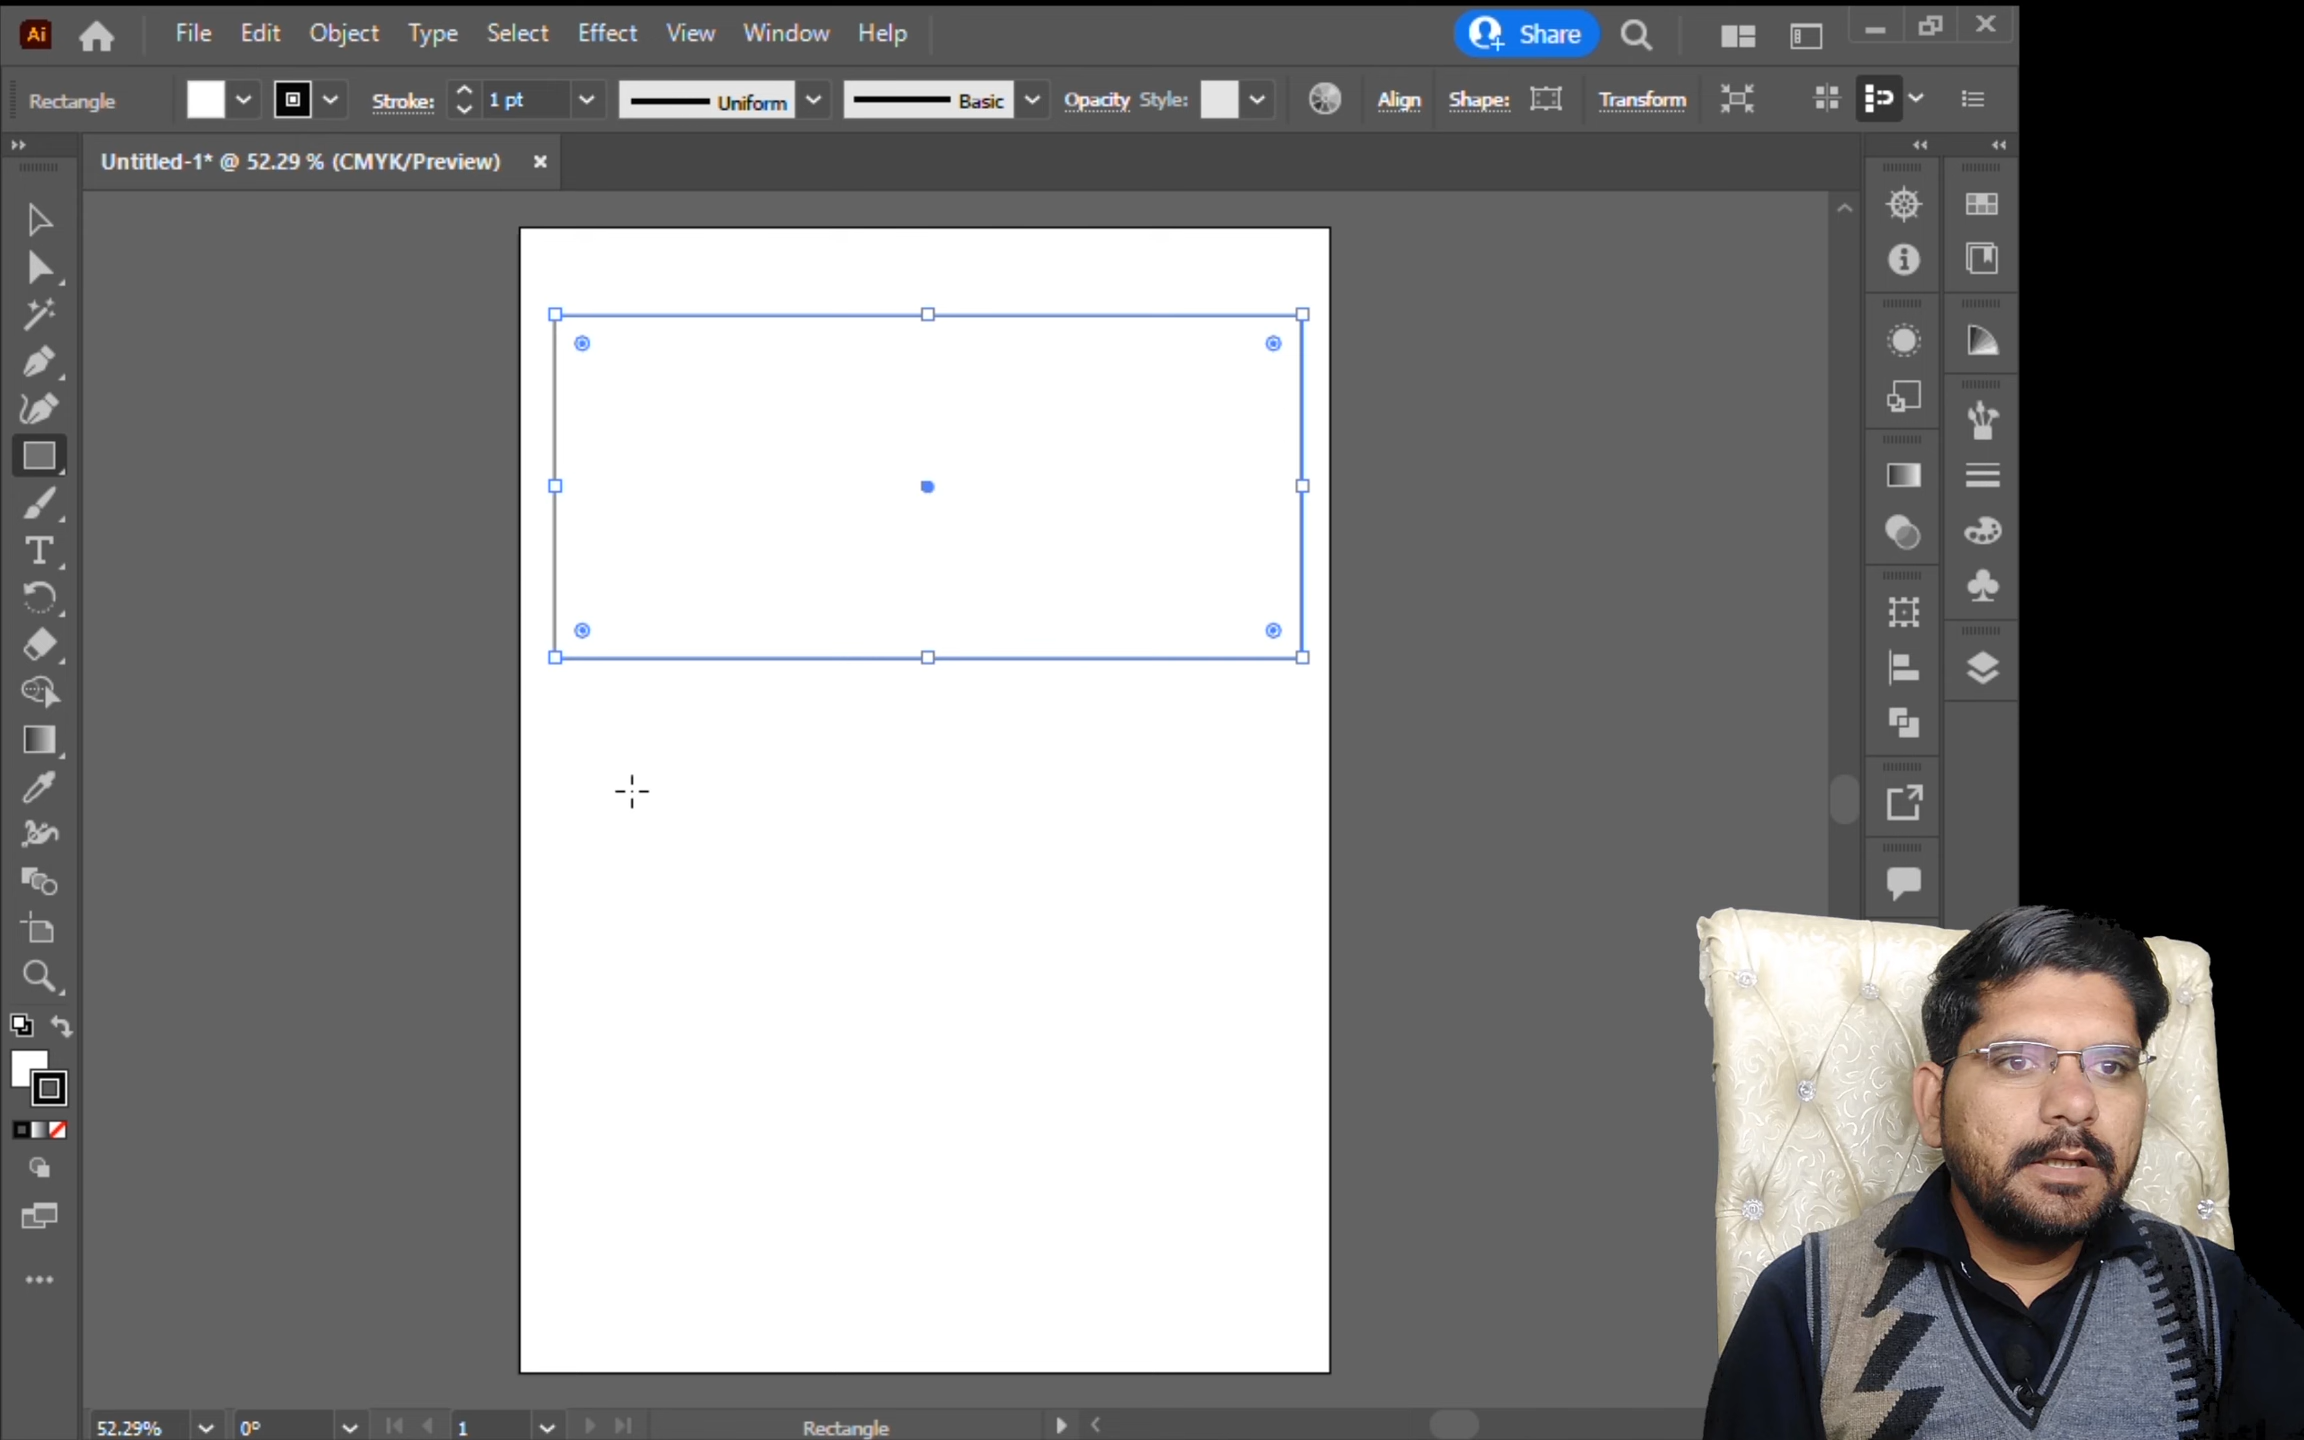 Ai File Edit Object Type Select Effect View Window Help Share
Rectangle Stroke: 1 pt Uniform Basic Opacity Style: Align Shape: Transform
Untitled-1* @ 52.29 % (CMYK/Preview)
52.29% 0° 1 Rectangle